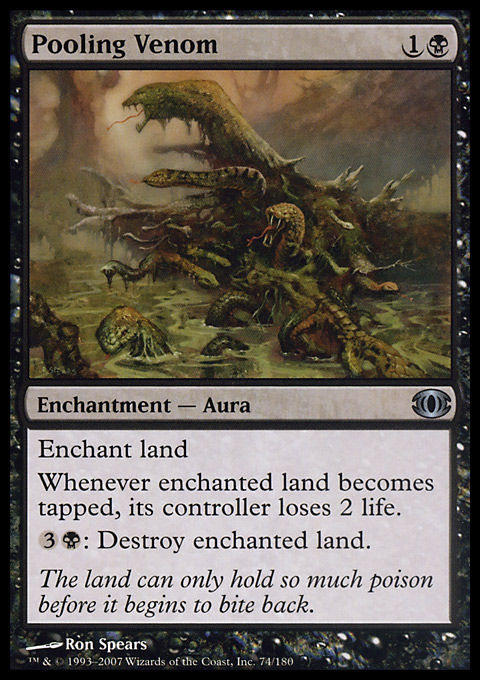 Pooling Venom 1
Enchantment — Aura
Enchant land
Whenever enchanted land becomes
tapped, its controller loses 2 life.
3: Destroy enchanted land.
The land can only hold so much poison
before it begins to bite back.
Ron Spears
™ & © 1993–2007 Wizards of the Coast, Inc. 74/180